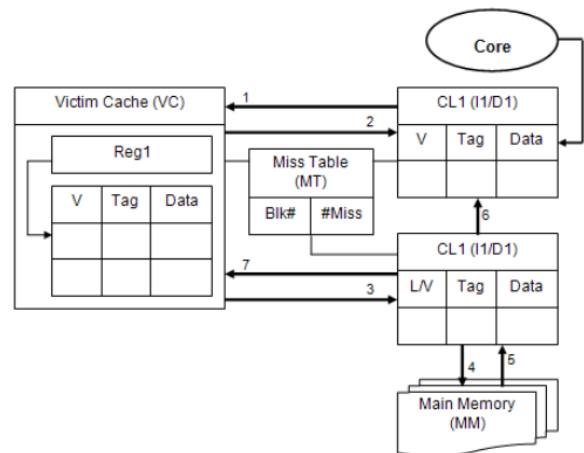 Core
1
Victim Cache (VC)
CL1 (I1/D1)
2
Reg1
V Tag Data
Miss Table
(MT)
V Tag Data
Blk# #Miss
6
CL1 (I1/D1)
7
L/V Tag Data
3
4 5
Main Memory
(MM)